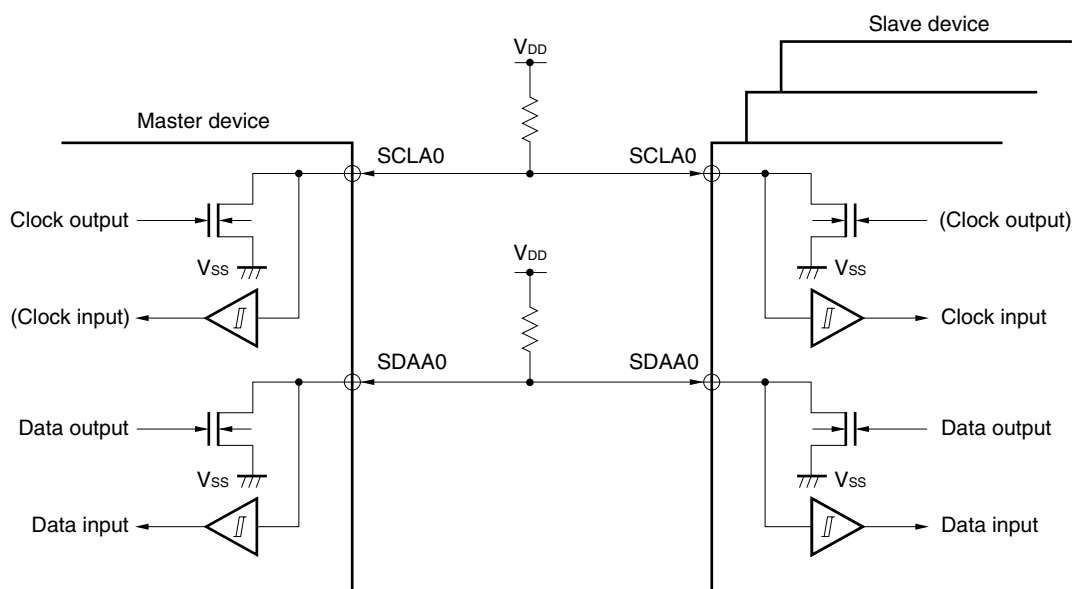 Slave device
VDD
Master device
SCLA0 SCLA0
Clock output (Clock output)
VSS VSS
VDD
(Clock input) Clock input
SDAA0 SDAA0
Data output Data output
VSS VSS
Data input Data input